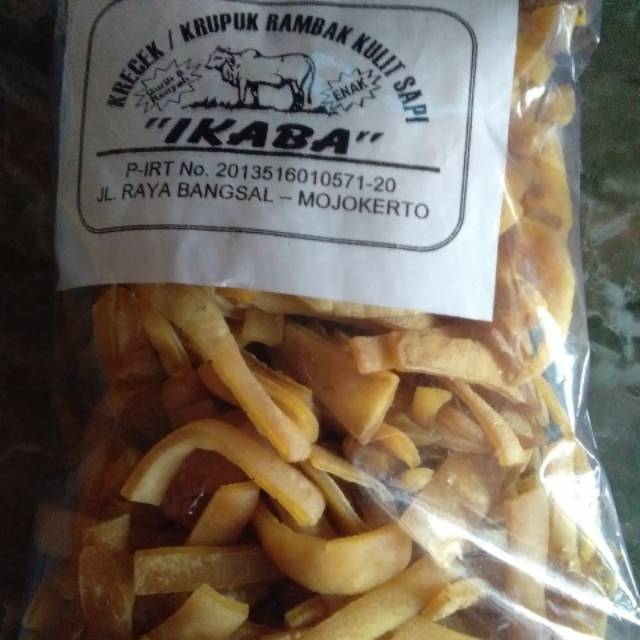 KRECEK / KRUPUK RAMBAK KULIT SAPI
ENAK
"IKABA"
P-IRT No. 2013516010571-20
JL. RAYA BANGSAL – MOJOKERTO